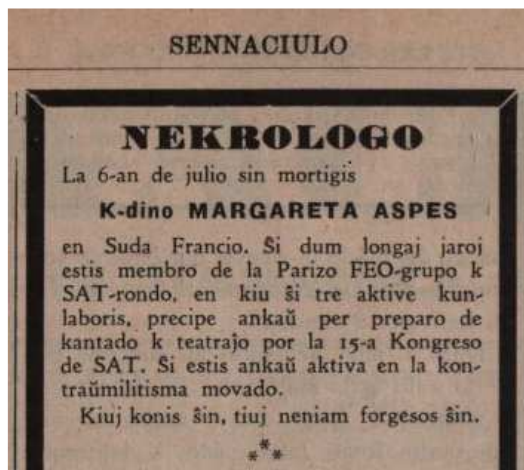 SENNACIULO
NEKROLOGO
La 6-an de julio sin mortigis
K-dino MARGARETA ASPES
en Suda Francio. Ŝi dum longaj jaroj
estis membro de la Parizo FEO-grupo k
SAT-rondo, en kiu ŝi tre aktive kun-
laboris, precipe ankaŭ per preparo de
kantado k teatraĵo por la 15-a Kongreso
de SAT. Ŝi estis ankaŭ aktiva en la kon-
traŭmilitisma movado.
Kiuj konis ŝin, tiuj neniam forgesos ŝin.
***